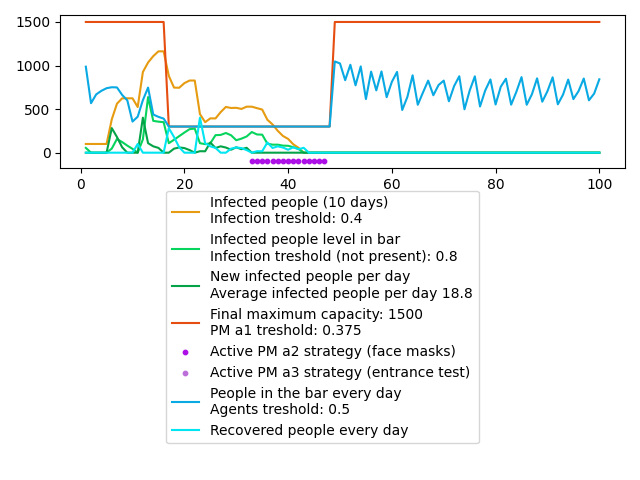 1500
1000
500
0
0
20
40
60
80
100
Infected people (10 days)
Infection treshold: 0.4
Infected people level in bar
Infection treshold (not present): 0.8
New infected people per day
Average infected people per day 18.8
Final maximum capacity: 1500
PM a1 treshold: 0.375
Active PM a2 strategy (face masks)
Active PM a3 strategy (entrance test)
People in the bar every day
Agents treshold: 0.5
Recovered people every day